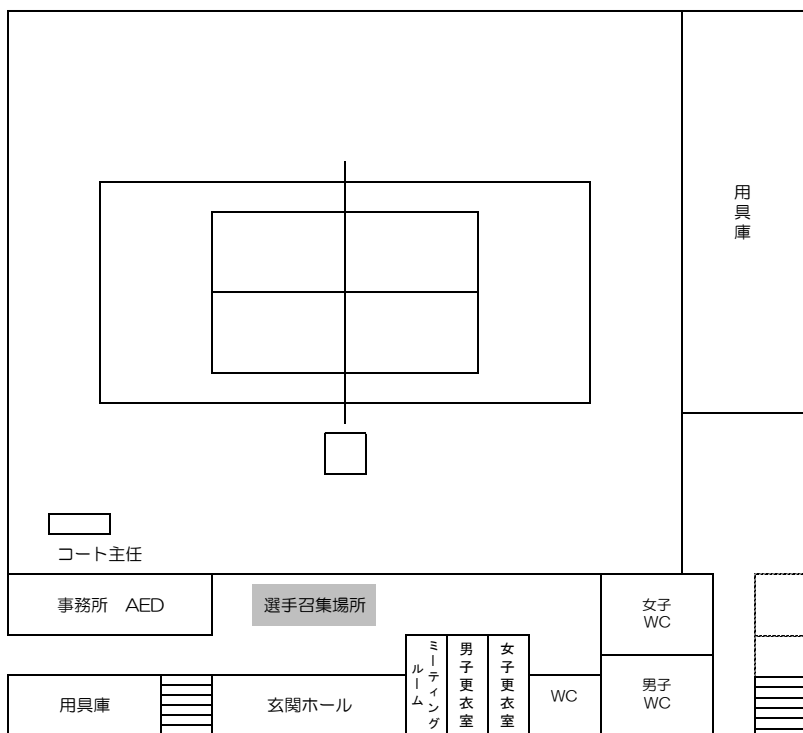 用具庫
コート主任
事務所　AED
選手召集場所
女子
WC
ミーティング
ルーム
男子更衣室
女子更衣室
用具庫
玄関ホール
WC
男子
WC